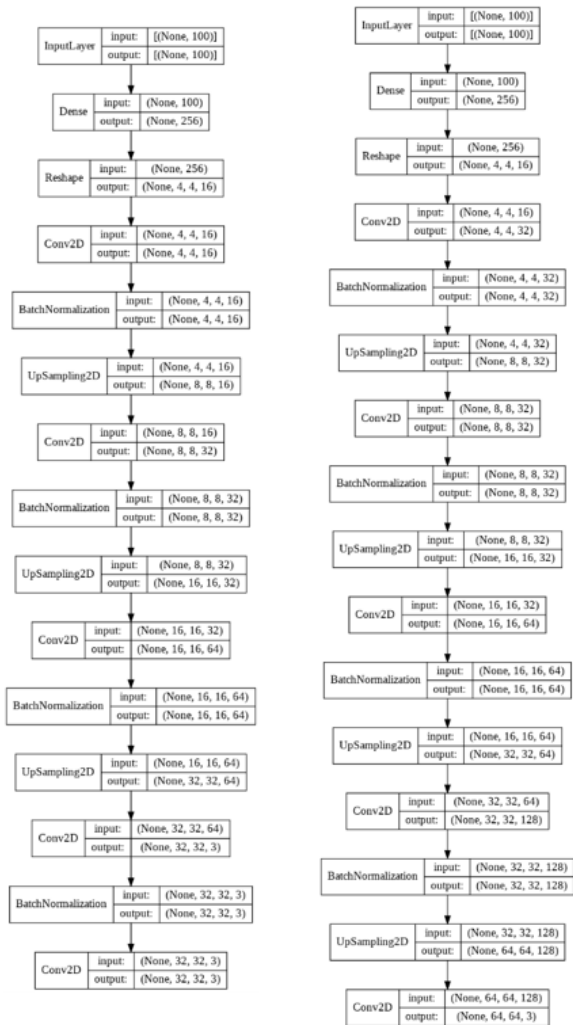 InputLayer input: [(None, 100)]
output: [(None, 100)]
Dense input: (None, 100)
output: (None, 256)
Reshape input: (None, 256)
output: (None, 4, 4, 16)
Conv2D input: (None, 4, 4, 16)
output: (None, 4, 4, 16)
BatchNormalization input: (None, 4, 4, 16)
output: (None, 4, 4, 16)
UpSampling2D input: (None, 4, 4, 16)
output: (None, 8, 8, 16)
Conv2D input: (None, 8, 8, 16)
output: (None, 8, 8, 32)
BatchNormalization input: (None, 8, 8, 32)
output: (None, 8, 8, 32)
UpSampling2D input: (None, 8, 8, 32)
output: (None, 16, 16, 32)
Conv2D input: (None, 16, 16, 32)
output: (None, 16, 16, 64)
BatchNormalization input: (None, 16, 16, 64)
output: (None, 16, 16, 64)
UpSampling2D input: (None, 16, 16, 64)
output: (None, 32, 32, 64)
Conv2D input: (None, 32, 32, 64)
output: (None, 32, 32, 3)
BatchNormalization input: (None, 32, 32, 3)
output: (None, 32, 32, 3)
Conv2D input: (None, 32, 32, 3)
output: (None, 32, 32, 3)
InputLayer input: [(None, 100)]
output: [(None, 100)]
Dense input: (None, 100)
output: (None, 256)
Reshape input: (None, 256)
output: (None, 4, 4, 16)
Conv2D input: (None, 4, 4, 16)
output: (None, 4, 4, 32)
BatchNormalization input: (None, 4, 4, 32)
output: (None, 4, 4, 32)
UpSampling2D input: (None, 4, 4, 32)
output: (None, 8, 8, 32)
Conv2D input: (None, 8, 8, 32)
output: (None, 8, 8, 32)
BatchNormalization input: (None, 8, 8, 32)
output: (None, 8, 8, 32)
UpSampling2D input: (None, 8, 8, 32)
output: (None, 16, 16, 32)
Conv2D input: (None, 16, 16, 32)
output: (None, 16, 16, 64)
BatchNormalization input: (None, 16, 16, 64)
output: (None, 16, 16, 64)
UpSampling2D input: (None, 16, 16, 64)
output: (None, 32, 32, 64)
Conv2D input: (None, 32, 32, 64)
output: (None, 32, 32, 128)
BatchNormalization input: (None, 32, 32, 128)
output: (None, 32, 32, 128)
UpSampling2D input: (None, 32, 32, 128)
output: (None, 64, 64, 128)
Conv2D input: (None, 64, 64, 128)
output: (None, 64, 64, 3)